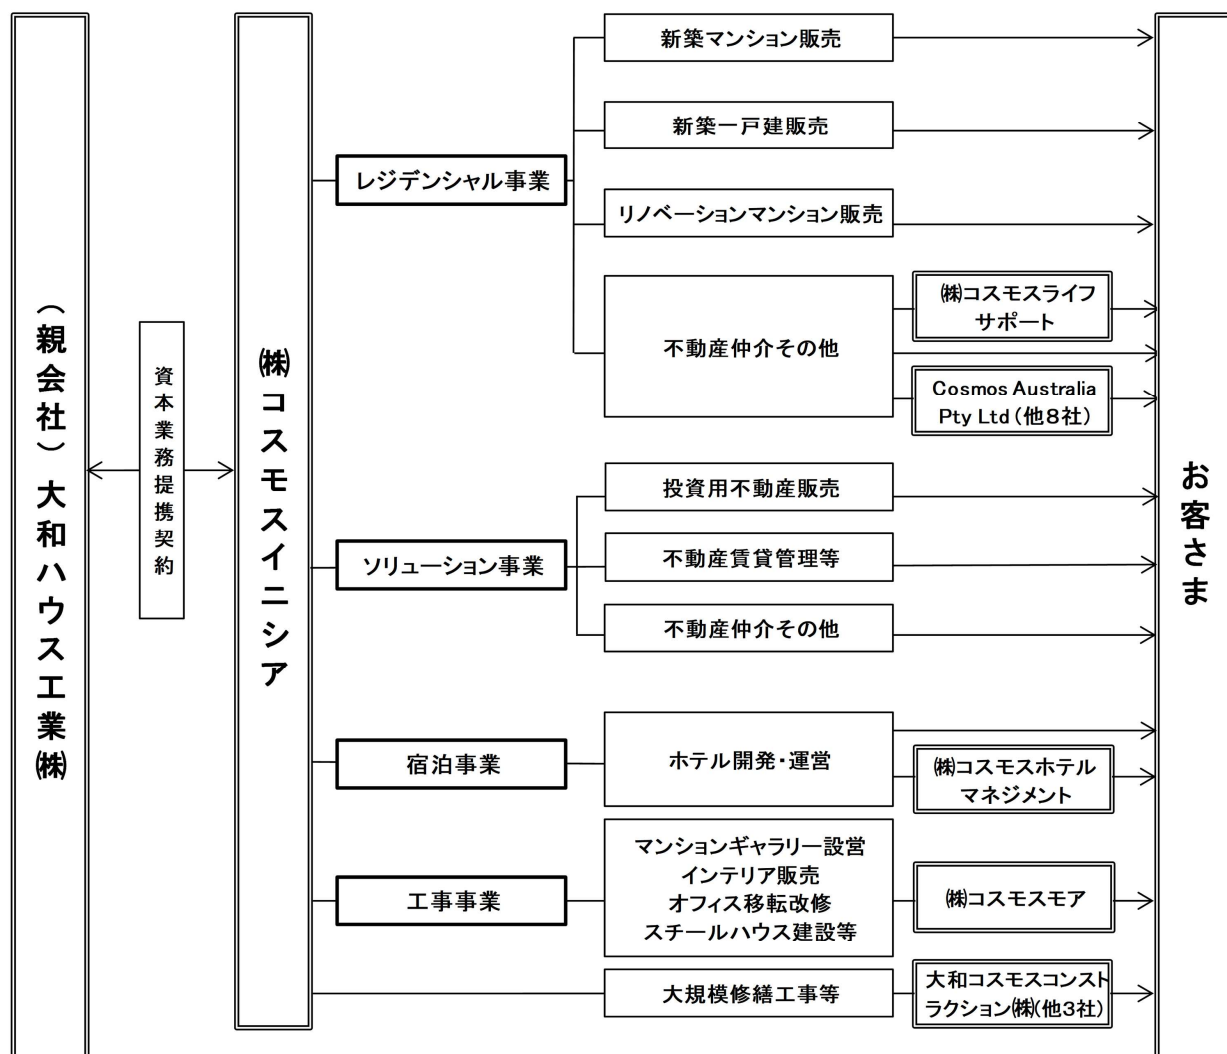 (親会社)大和ハウス工業㈱
資本業務提携契約
㈱コスモスイニシア
レジデンシャル事業
新築マンション販売
新築一戸建販売
リノベーションマンション販売
不動産仲介その他
㈱コスモスライフ
サポート
Cosmos Australia
Pty Ltd(他8社)
ソリューション事業
投資用不動産販売
不動産賃貸管理等
不動産仲介その他
宿泊事業
ホテル開発・運営
㈱コスモスホテル
マネジメント
工事事業
マンションギャラリー設営
インテリア販売
オフィス移転改修
スチールハウス建設等
㈱コスモスモア
大規模修繕工事等
大和コスモスコンスト
ラクション㈱(他3社)
お客さま